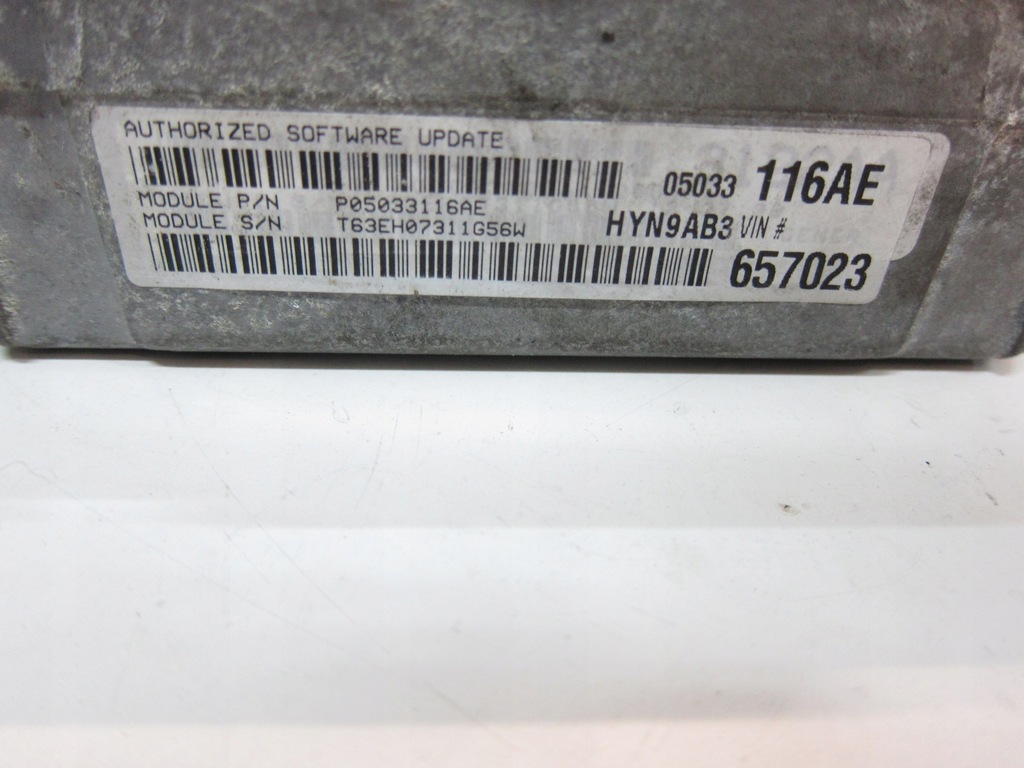 AUTHORIZED SOFTWARE UPDATE
05033 116AE
MODULE P/N P05033116AE
MODULE S/N T63EH07311G56W
HYN9AB3 VIN #
657023